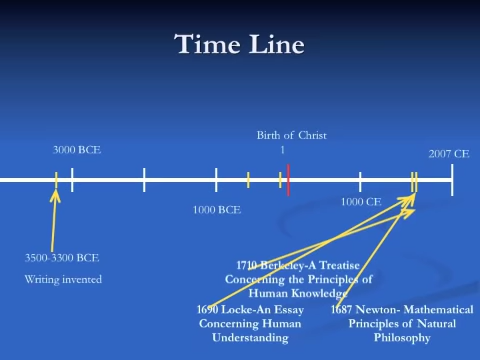 Time Line
Birth of Christ
3000 BCE
1
2007 CE
1000 BCE
1000 CE
3500-3300 BCE
Writing invented
1710 Berkeley-A Treatise
Concerning the Principles of
Human Knowledge
1690 Locke-An Essay
Concerning Human
Understanding
1687 Newton- Mathematical
Principles of Natural
Philosophy